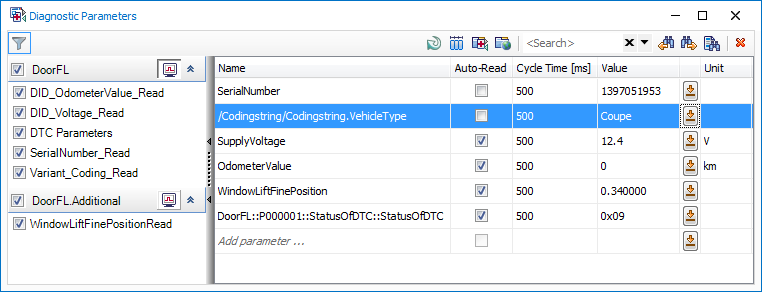 Diagnostic Parameters
<Search>
DoorFL
DID_OdometerValue_Read
DID_Voltage_Read
DTC Parameters
SerialNumber_Read
Variant_Coding_Read
DoorFL.Additional
WindowLiftFinePositionRead
Name Auto-Read Cycle Time [ms] Value Unit
SerialNumber 500 1397051953
/Codingstring/Codingstring.VehicleType 500 Coupe
SupplyVoltage 500 12.4 V
OdometerValue 500 0 km
WindowLiftFinePosition 500 0.340000
DoorFL::P000001::StatusOfDTC::StatusOfDTC 500 0x09
Add parameter ...